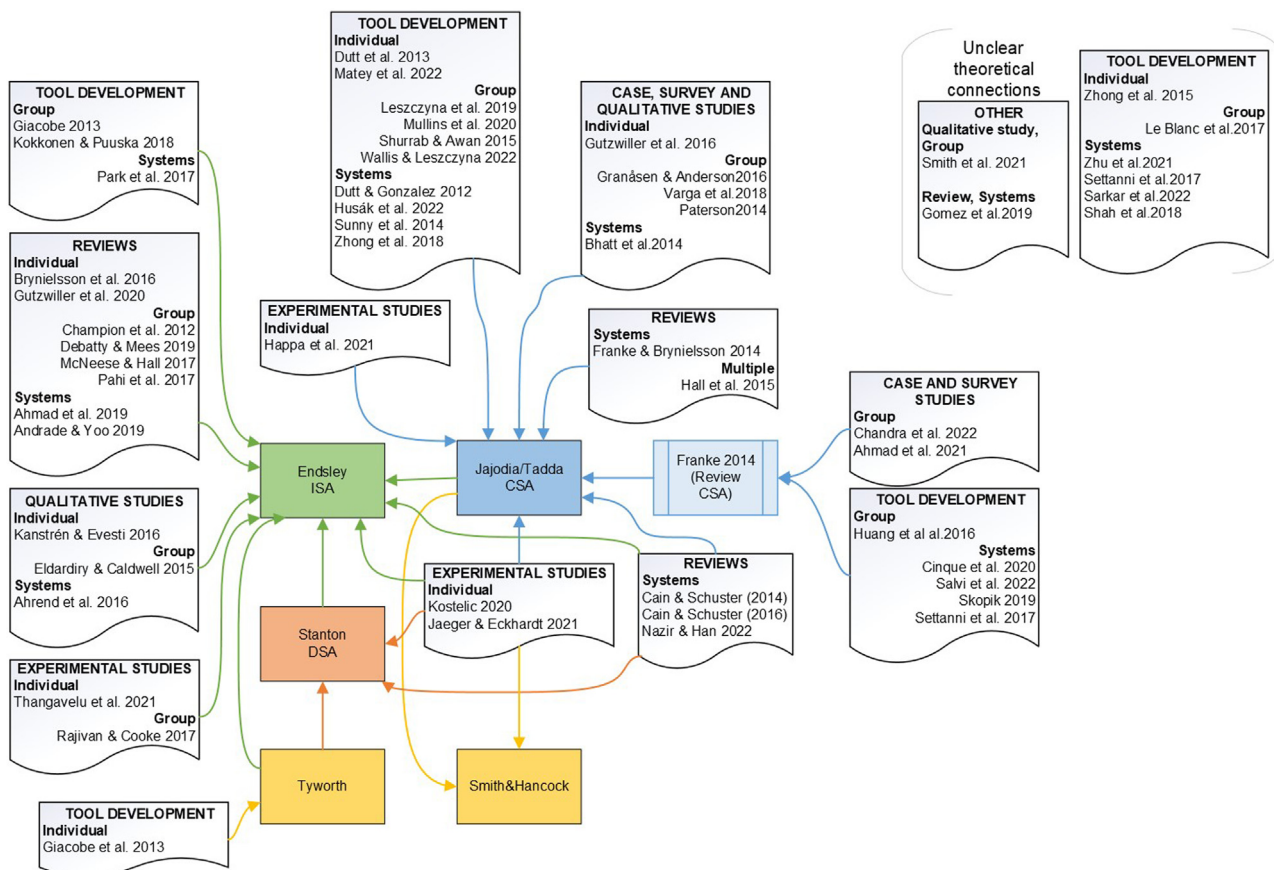 TOOL DEVELOPMENT
Group
Giacobe 2013
Kokkonen & Puuska 2018
Systems
Park et al. 2017
REVIEWS
Individual
Brynielsson et al. 2016
Gutzwiller et al. 2020
Group
Champion et al. 2012
Debatty & Mees 2019
McNeese & Hall 2017
Pahi et al. 2017
Systems
Ahmad et al. 2019
Andrade & Yoo 2019
QUALITATIVE STUDIES
Individual
Kanstrén & Evesti 2016
Group
Eldardiry & Caldwell 2015
Systems
Ahrend et al. 2016
EXPERIMENTAL STUDIES
Individual
Thangavelu et al. 2021
Group
Rajivan & Cooke 2017
TOOL DEVELOPMENT
Individual
Giacobe et al. 2013
TOOL DEVELOPMENT
Individual
Dutt et al. 2013
Matey et al. 2022
Group
Leszczyna et al. 2019
Mullins et al. 2020
Shurrab & Awan 2015
Wallis & Leszczyna 2022
Systems
Dutt & Gonzalez 2012
Husák et al. 2022
Sunny et al. 2014
Zhong et al. 2018
EXPERIMENTAL STUDIES
Individual
Happa et al. 2021
CASE, SURVEY AND
QUALITATIVE STUDIES
Individual
Gutzwiller et al. 2016
Group
Granåsen & Anderson2016
Varga et al.2018
Paterson2014
Systems
Bhatt et al.2014
REVIEWS
Systems
Franke & Brynielsson 2014
Multiple
Hall et al. 2015
Endsley
ISA
Jajodia/Tadda
CSA
Franke 2014
(Review
CSA)
Stanton
DSA
Tyworth
Smith&Hancock
EXPERIMENTAL STUDIES
Individual
Kostelic 2020
Jaeger & Eckhardt 2021
REVIEWS
Systems
Cain & Schuster (2014)
Cain & Schuster (2016)
Nazir & Han 2022
CASE AND SURVEY
STUDIES
Group
Chandra et al. 2022
Ahmad et al. 2021
TOOL DEVELOPMENT
Group
Huang et al al.2016
Systems
Cinque et al. 2020
Salvi et al. 2022
Skopik 2019
Settanni et al. 2017
Unclear
theoretical
connections
OTHER
Qualitative study,
Group
Smith et al. 2021
Review, Systems
Gomez et al.2019
TOOL DEVELOPMENT
Individual
Zhong et al. 2015
Group
Le Blanc et al.2017
Systems
Zhu et al.2021
Settanni et al.2017
Sarkar et al.2022
Shah et al.2018